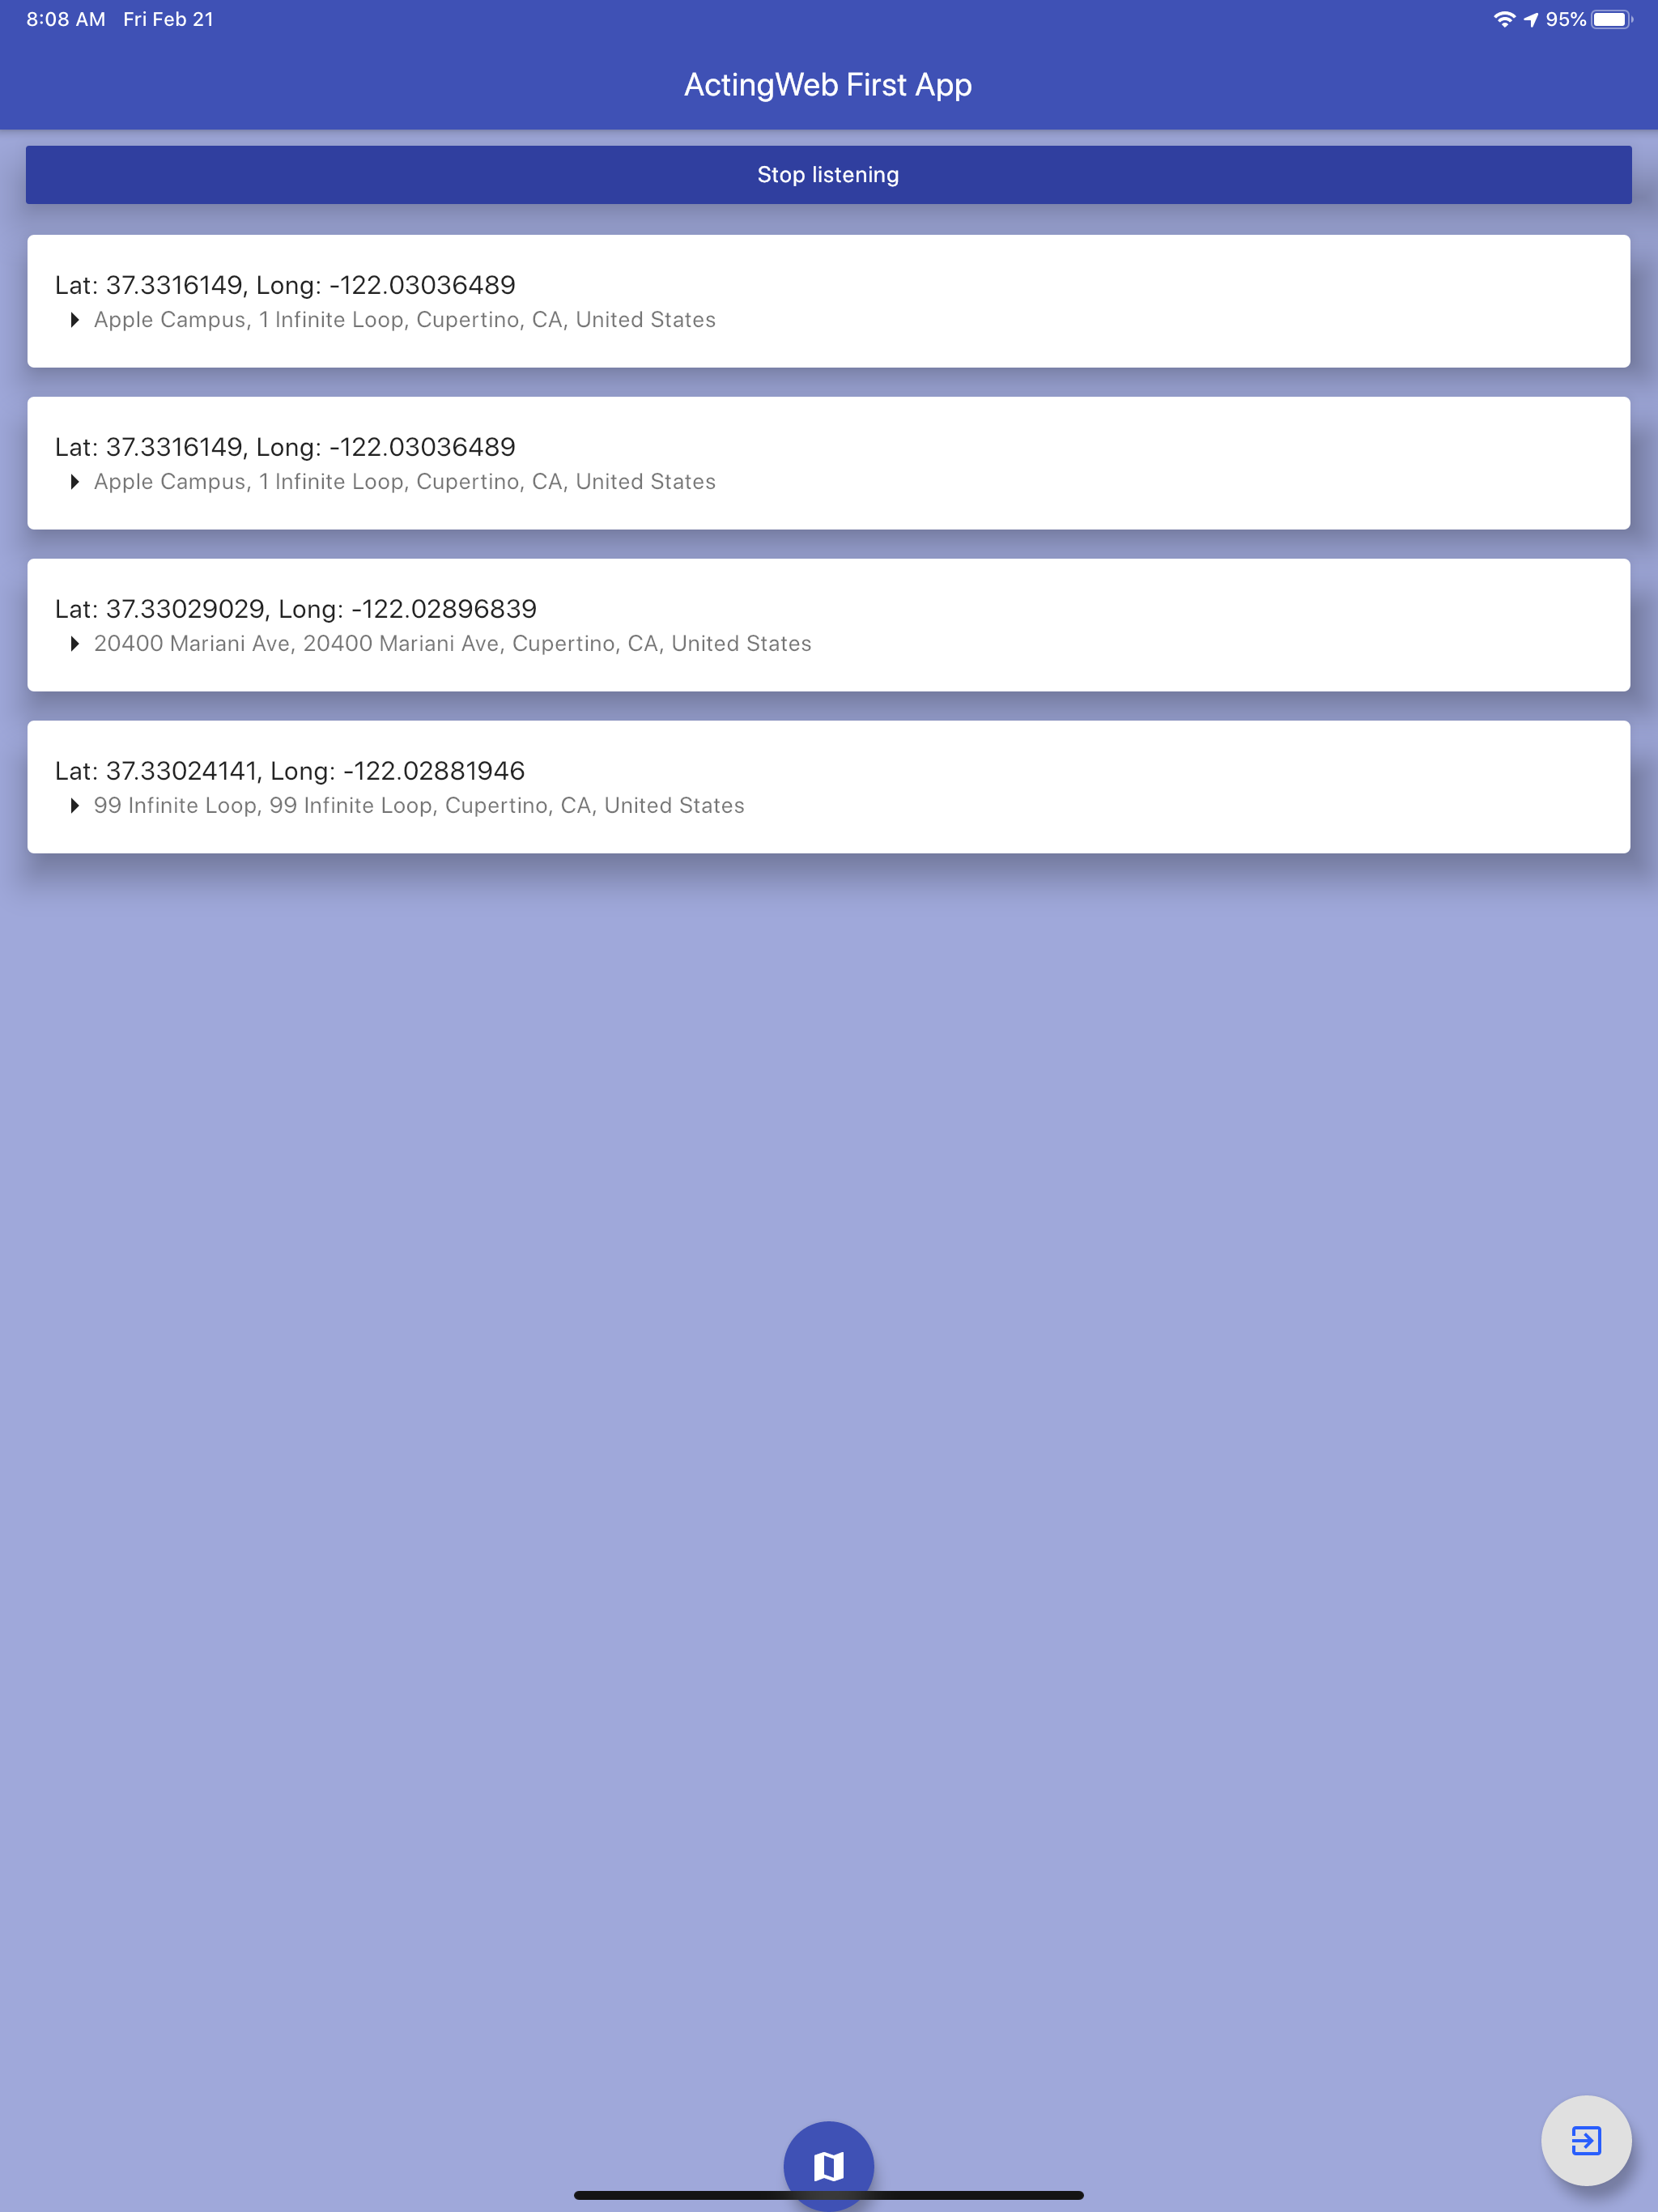 8:08 AM Fri Feb 21 95%
ActingWeb First App
Stop listening
Lat: 37.3316149, Long: -122.03036489
Apple Campus, 1 Infinite Loop, Cupertino, CA, United States
Lat: 37.3316149, Long: -122.03036489
Apple Campus, 1 Infinite Loop, Cupertino, CA, United States
Lat: 37.33029029, Long: -122.02896839
20400 Mariani Ave, 20400 Mariani Ave, Cupertino, CA, United States
Lat: 37.33024141, Long: -122.02881946
99 Infinite Loop, 99 Infinite Loop, Cupertino, CA, United States